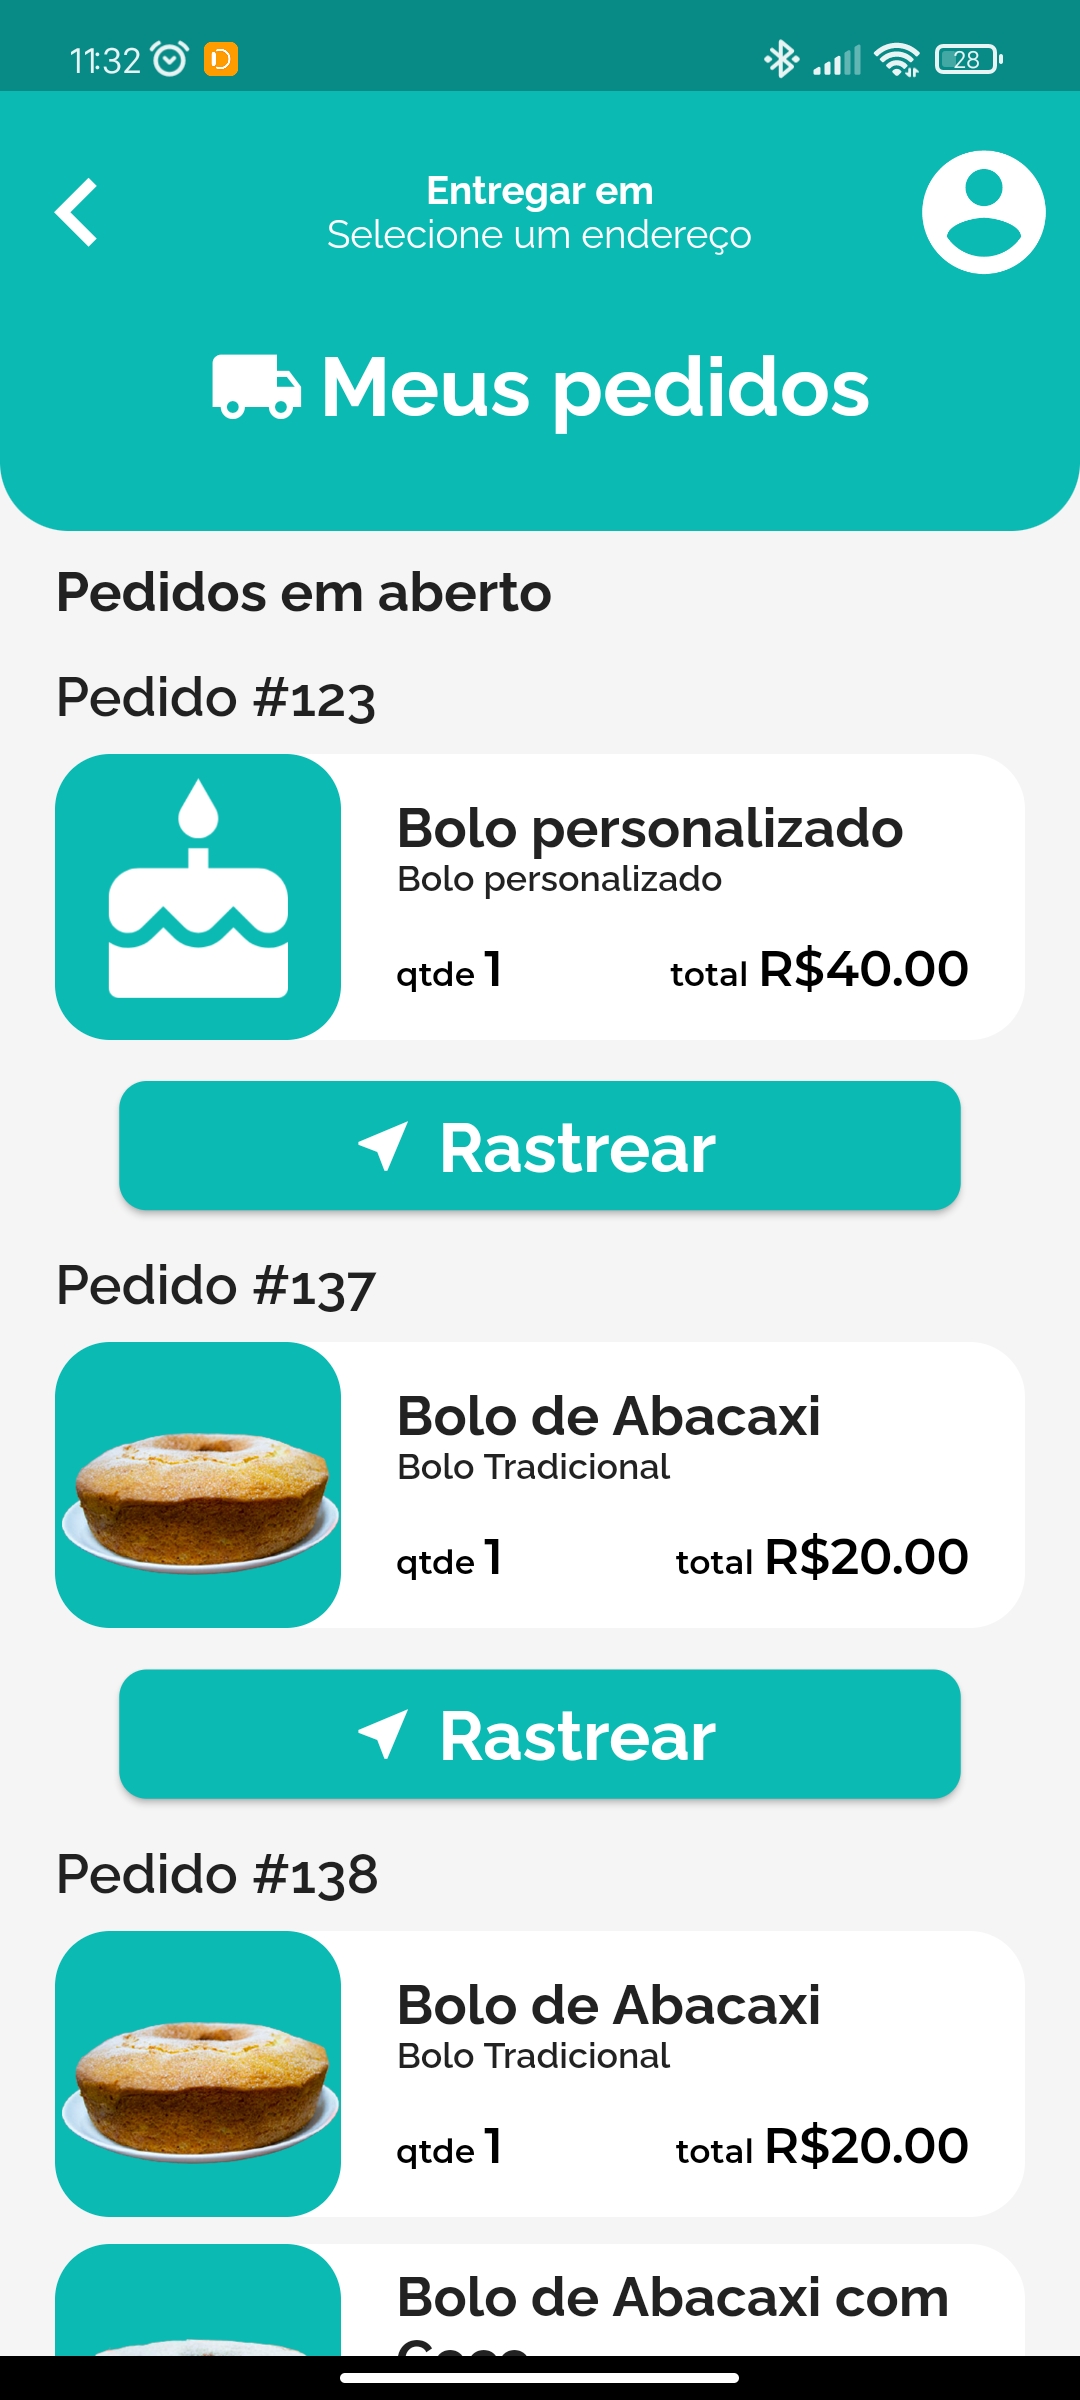 11:32
28
Entregar em
Selecione um endereço
Meus pedidos
Pedidos em aberto
Pedido #123
Bolo personalizado
Bolo personalizado
qtde 1 total R$40.00
Rastrear
Pedido #137
Bolo de Abacaxi
Bolo Tradicional
qtde 1 total R$20.00
Rastrear
Pedido #138
Bolo de Abacaxi
Bolo Tradicional
qtde 1 total R$20.00
Bolo de Abacaxi com